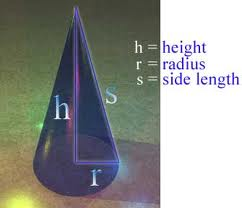 h = height
r = radius
s = side length
h
s
r